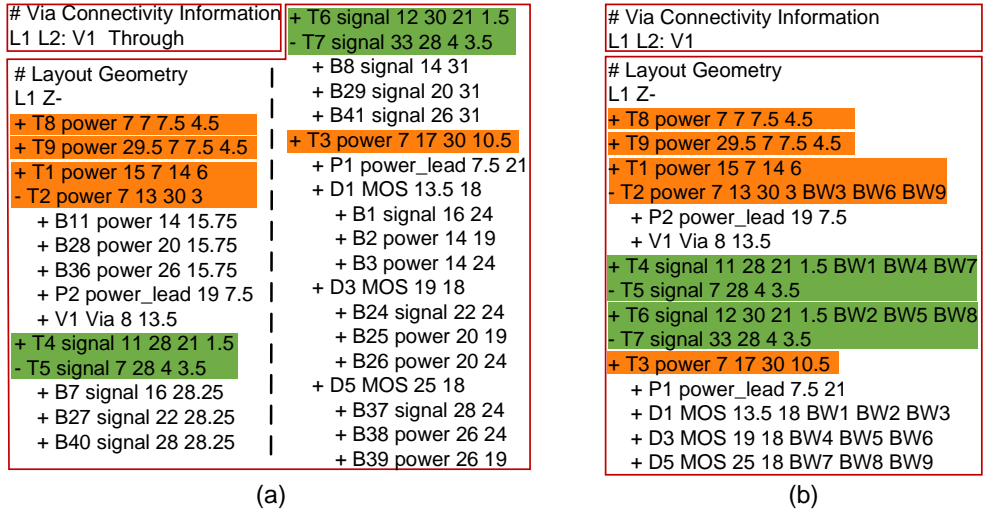 # Via Connectivity Information
L1 L2: V1  Through
# Layout Geometry
L1 Z-
+ T8 power 7 7 7.5 4.5
+ T9 power 29.5 7 7.5 4.5
+ T1 power 15 7 14 6
- T2 power 7 13 30 3
+ B11 power 14 15.75
+ B28 power 20 15.75
+ B36 power 26 15.75
+ P2 power_lead 19 7.5
+ V1 Via 8 13.5
+ T4 signal 11 28 21 1.5
- T5 signal 7 28 4 3.5
+ B7 signal 16 28.25
+ B27 signal 22 28.25
+ B40 signal 28 28.25
+ T6 signal 12 30 21 1.5
- T7 signal 33 28 4 3.5
+ B8 signal 14 31
+ B29 signal 20 31
+ B41 signal 26 31
+ T3 power 7 17 30 10.5
+ P1 power_lead 7.5 21
+ D1 MOS 13.5 18
+ B1 signal 16 24
+ B2 power 14 19
+ B3 power 14 24
+ D3 MOS 19 18
+ B24 signal 22 24
+ B25 power 20 19
+ B26 power 20 24
+ D5 MOS 25 18
+ B37 signal 28 24
+ B38 power 26 24
+ B39 power 26 19
(a)
# Via Connectivity Information
L1 L2: V1
# Layout Geometry
L1 Z-
+ T8 power 7 7 7.5 4.5
+ T9 power 29.5 7 7.5 4.5
+ T1 power 15 7 14 6
- T2 power 7 13 30 3 BW3 BW6 BW9
+ P2 power_lead 19 7.5
+ V1 Via 8 13.5
+ T4 signal 11 28 21 1.5 BW1 BW4 BW7
- T5 signal 7 28 4 3.5
+ T6 signal 12 30 21 1.5 BW2 BW5 BW8
- T7 signal 33 28 4 3.5
+ T3 power 7 17 30 10.5
+ P1 power_lead 7.5 21
+ D1 MOS 13.5 18 BW1 BW2 BW3
+ D3 MOS 19 18 BW4 BW5 BW6
+ D5 MOS 25 18 BW7 BW8 BW9
(b)